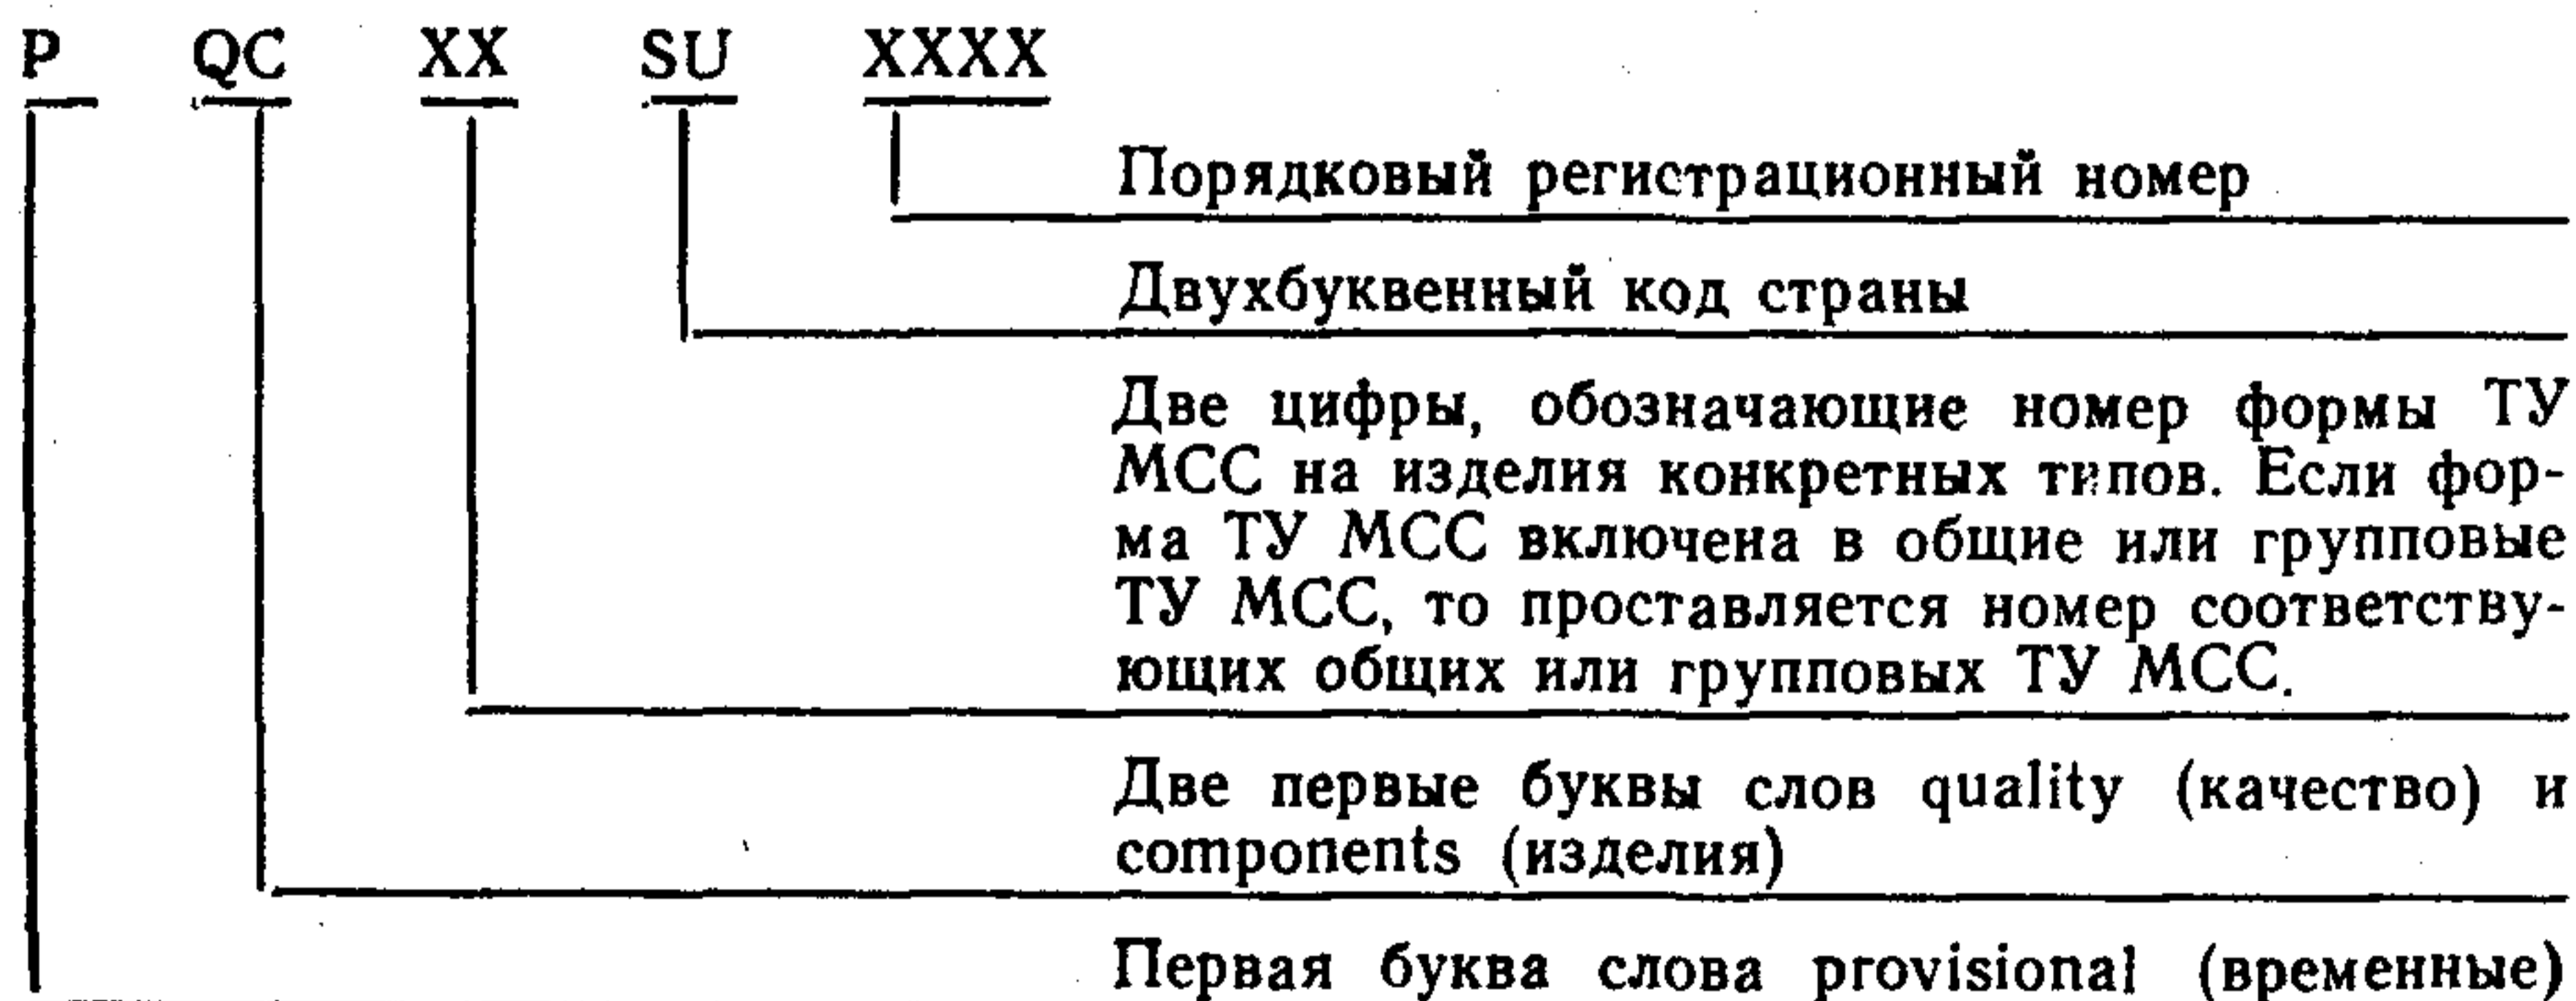 P QC XX SU XXXX
Порядковый регистрационный номер
Двухбуквенный код страны
Две цифры, обозначающие номер формы ТУ
МСС на изделия конкретных типов. Если фор-
ма ТУ МСС включена в общие или групповые
ТУ МСС, то проставляется номер соответству-
ющих общих или групповых ТУ МСС.
Две первые буквы слов quality (качество) и
components (изделия)
Первая буква слова provisional (временные)